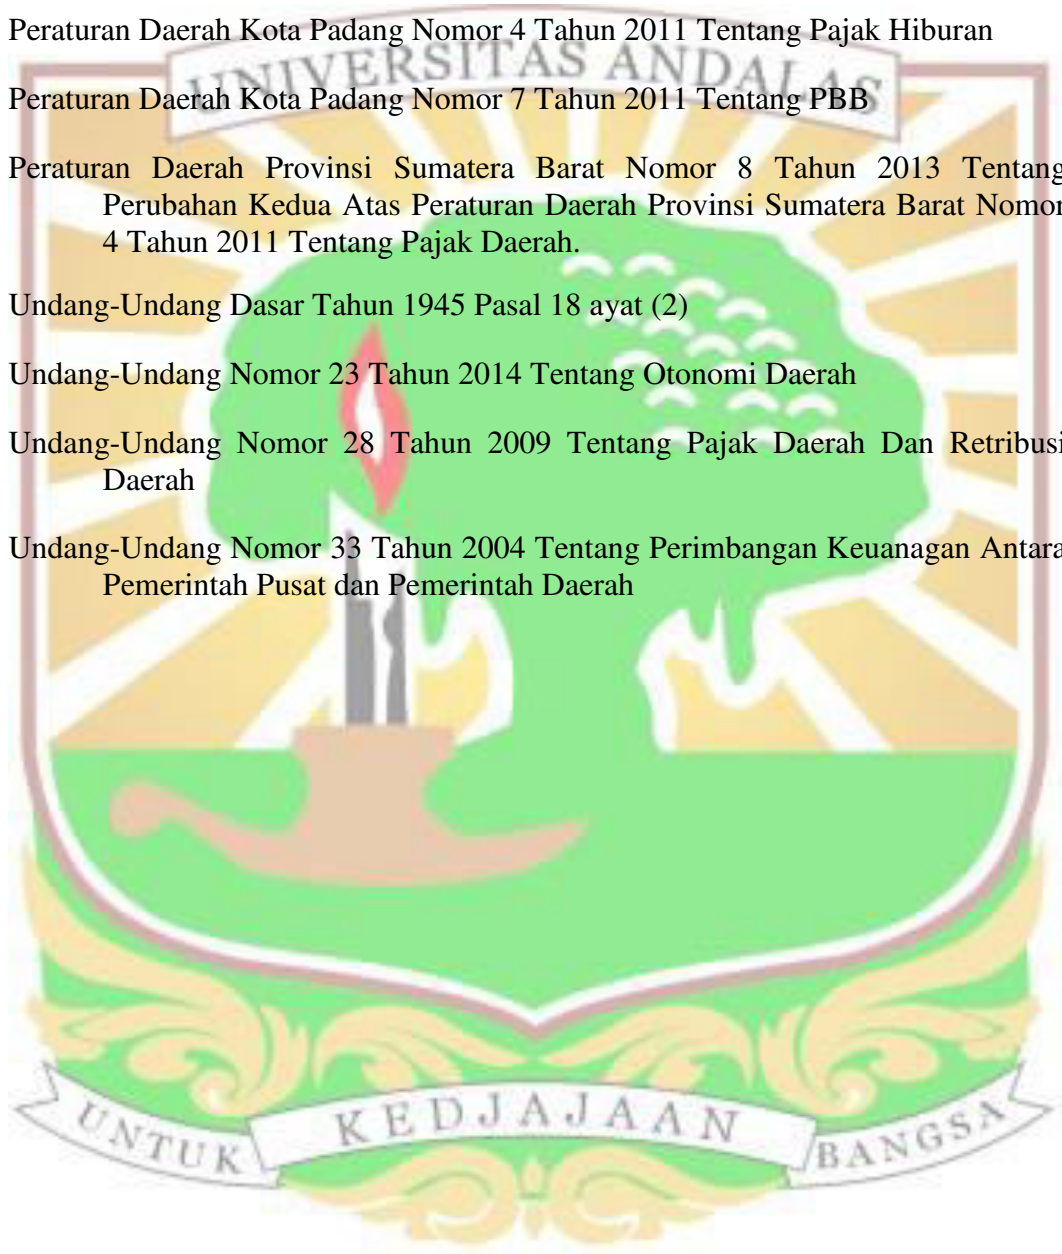 Peraturan Daerah Kota Padang Nomor 4 Tahun 2011 Tentang Pajak Hiburan
UNIVERSITAS ANDALAS
Peraturan Daerah Kota Padang Nomor 7 Tahun 2011 Tentang PBB
Peraturan Daerah Provinsi Sumatera Barat Nomor 8 Tahun 2013 Tentang
Perubahan Kedua Atas Peraturan Daerah Provinsi Sumatera Barat Nomor
4 Tahun 2011 Tentang Pajak Daerah.
Undang-Undang Dasar Tahun 1945 Pasal 18 ayat (2)
Undang-Undang Nomor 23 Tahun 2014 Tentang Otonomi Daerah
Undang-Undang Nomor 28 Tahun 2009 Tentang Pajak Daerah Dan Retribusi
Daerah
Undang-Undang Nomor 33 Tahun 2004 Tentang Perimbangan Keuanagan Antara
Pemerintah Pusat dan Pemerintah Daerah
UNTUK KEDJAJAAN BANGSA